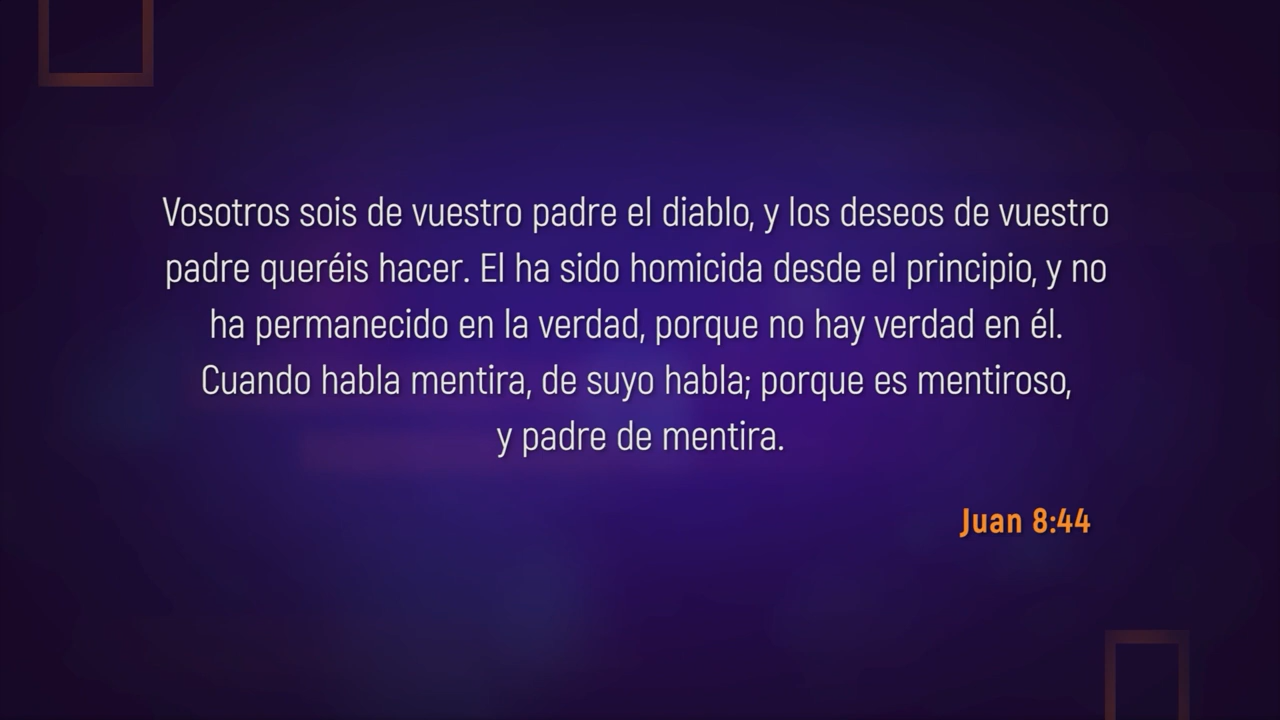 Vosotros sois de vuestro padre el diablo, y los deseos de vuestro
padre queréis hacer. El ha sido homicida desde el principio, y no
ha permanecido en la verdad, porque no hay verdad en él.
Cuando habla mentira, de suyo habla; porque es mentiroso,
y padre de mentira.
Juan 8:44